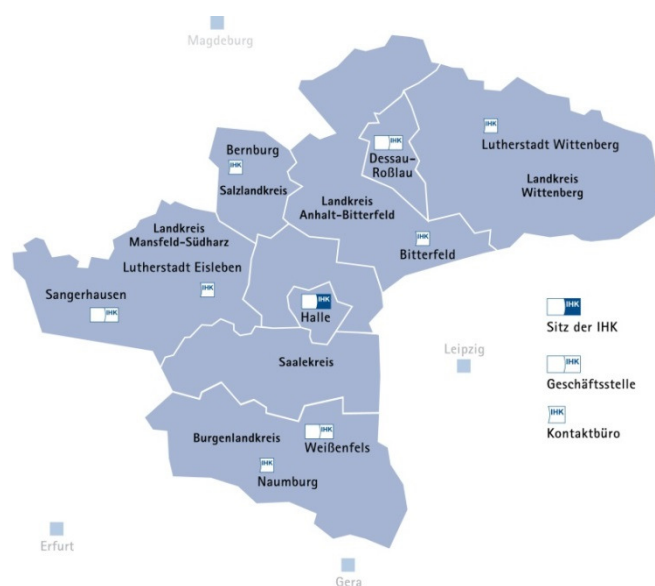 Magdeburg
IHK
Dessau-
Roßlau
IHK
Lutherstadt Wittenberg
Landkreis
Wittenberg
Bernburg
IHK
Salzlandkreis
Landkreis
Anhalt-Bitterfeld
IHK
Bitterfeld
Landkreis
Mansfeld-Südharz
Lutherstadt Eisleben
IHK
Sangerhausen
IHK
IHK
Halle
Saalekreis
Leipzig
IHK
Sitz der IHK
IHK
Geschäftsstelle
IHK
Kontaktbüro
Burgenlandkreis
IHK
Weißenfels
IHK
Naumburg
Erfurt
Gera